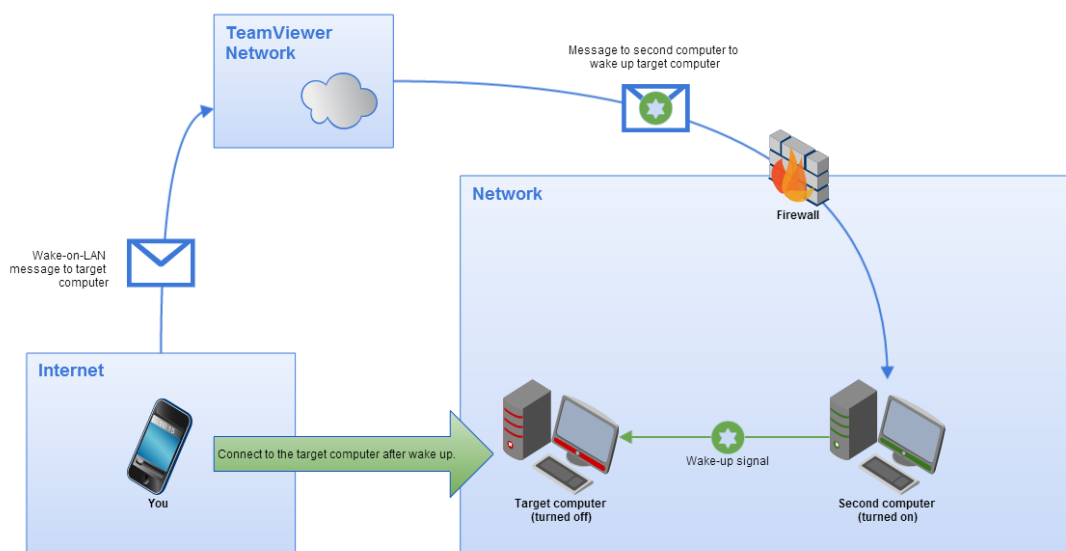 TeamViewer
Network
Message to second computer to
wake up target computer
Network
Firewall
Wake-on-LAN
message to target
computer
Internet
Connect to the target computer after wake up.
Wake-up signal
You
Target computer
(turned off)
Second computer
(turned on)